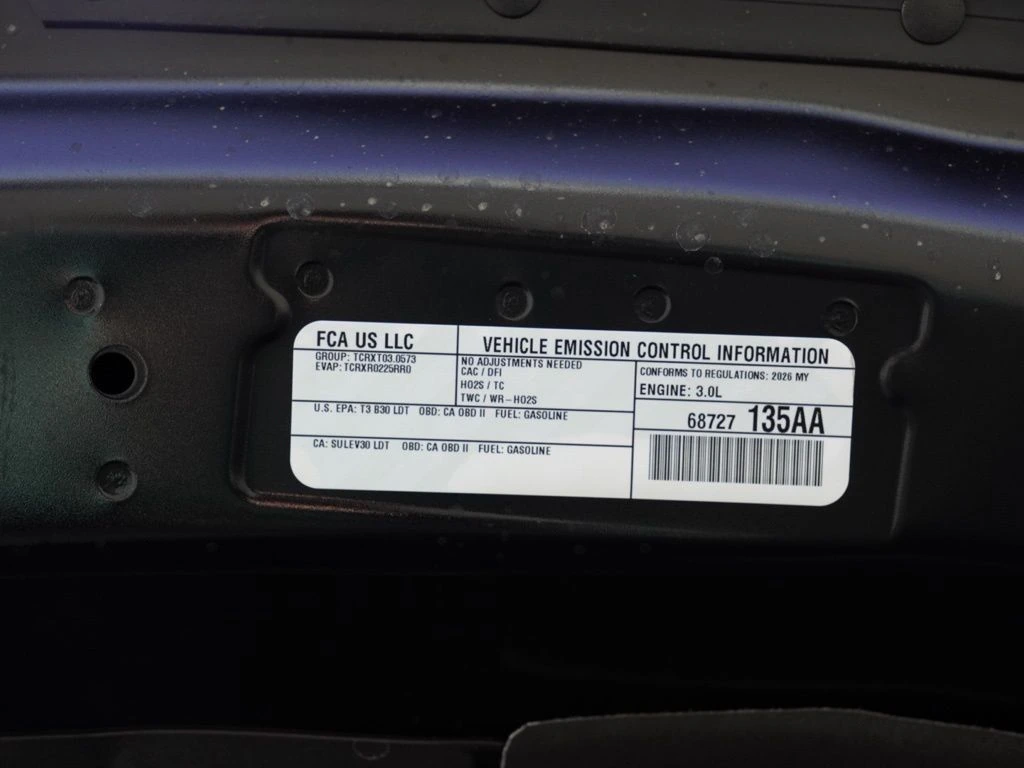 FCA US LLC
VEHICLE EMISSION CONTROL INFORMATION
GROUP: TCRXT03.0573
EVAP: TCRXR0225RR0
NO ADJUSTMENTS NEEDED
CAC / DFI
HO2S / TC
TWC / WR-HO2S
CONFORMS TO REGULATIONS: 2026 MY
ENGINE: 3.0L
U.S. EPA: T3 B30 LDT OBD: CA OBD II FUEL: GASOLINE
68727 135AA
CA: SULEV30 LDT OBD: CA OBD II FUEL: GASOLINE